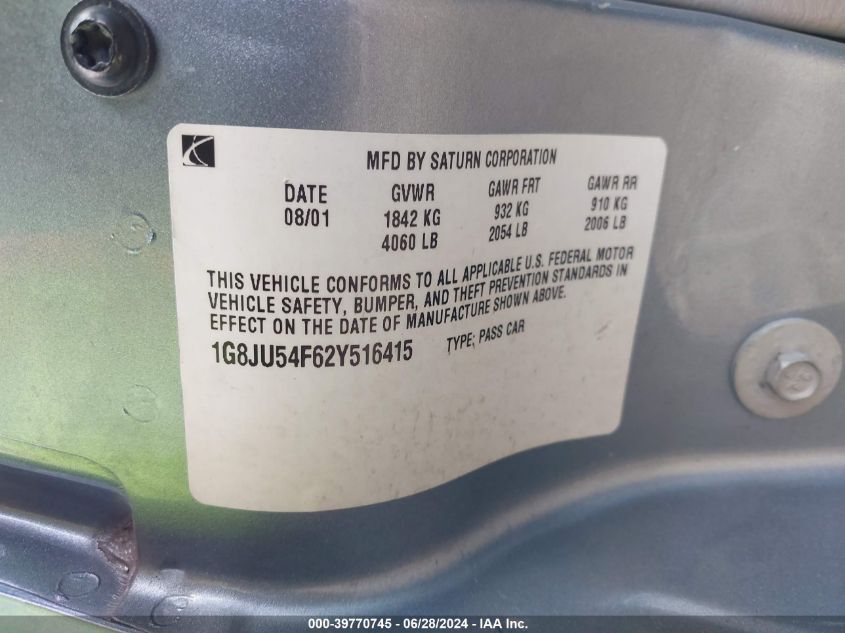 MFD BY SATURN CORPORATION
DATE GVWR GAWR FRT GAWR RR
08/01 1842 KG 932 KG 910 KG
4060 LB 2054 LB 2006 LB
THIS VEHICLE CONFORMS TO ALL APPLICABLE U.S. FEDERAL MOTOR
VEHICLE SAFETY, BUMPER, AND THEFT PREVENTION STANDARDS IN
EFFECT ON THE DATE OF MANUFACTURE SHOWN ABOVE.
1G8JU54F62Y516415 TYPE: PASS CAR
000-39770745 - 06/28/2024 - IAA Inc.